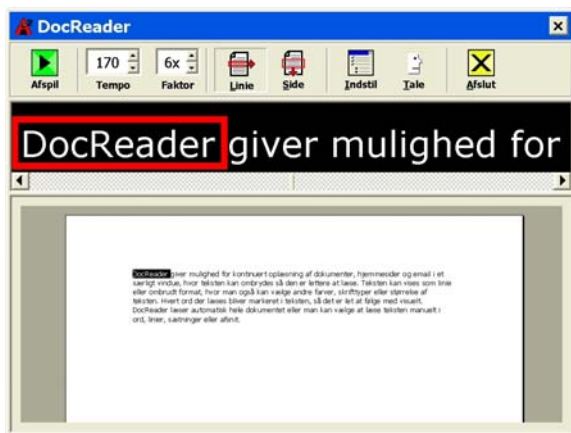 DocReader
170 6x
Afspil Tempo Faktor Linie Side Indstil Tale Afslut
DocReader giver mulighed for
DocReader giver mulighed for kontinuert oplæsning af dokumenter, hjemmesider og email i et
særligt vindue, hvor teksten kan ombrydes så den er lettere at læse. Teksten kan vises som linie
eller ombrudt format, hvor man også kan vælge andre farver, skrifttyper eller størrelse af
teksten. Hvert ord der læses bliver markeret i teksten, så det er let at følge med visuelt.
DocReader læser automatisk hele dokumentet eller man kan vælge at læse teksten manuelt i
ord, linier, sætninger eller afsnit.